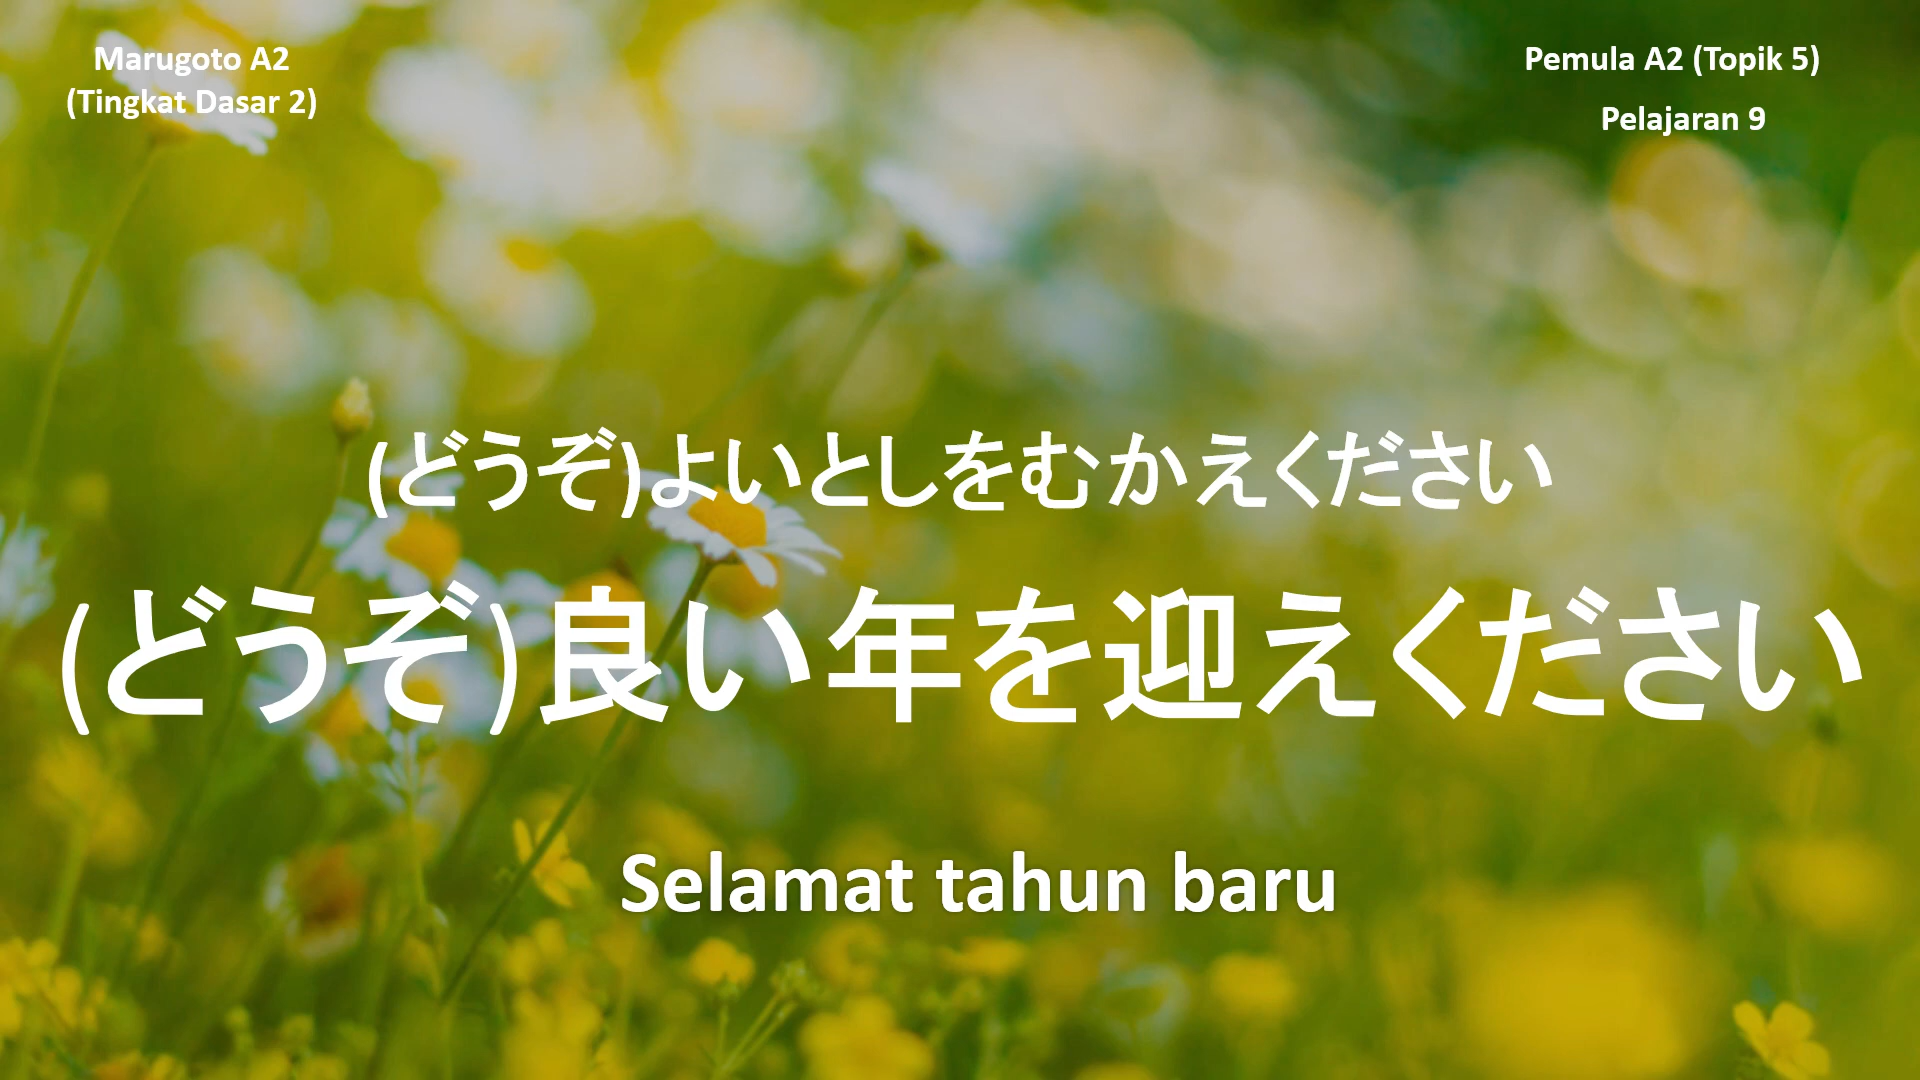 Marugoto A2
(Tingkat Dasar 2)
Pemula A2 (Topik 5)
Pelajaran 9
(どうぞ)よいとしをむかえください
(どうぞ)良い年を迎えください
Selamat tahun baru